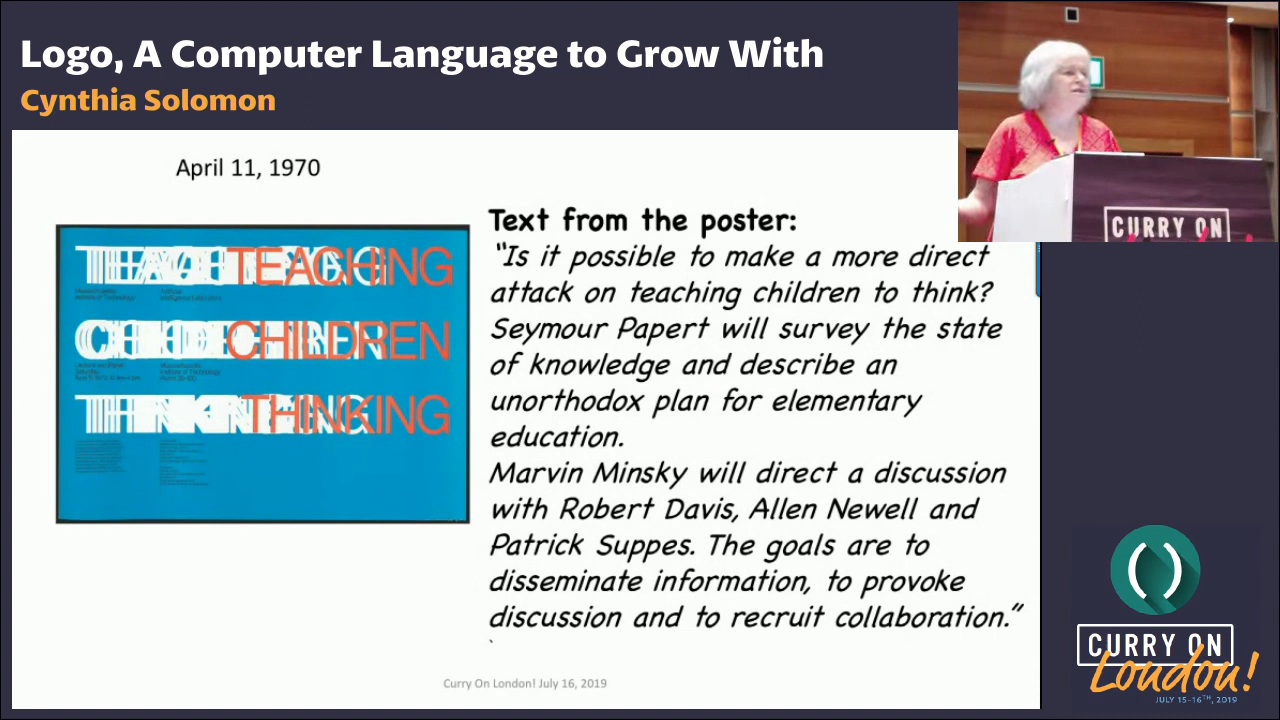 Logo, A Computer Language to Grow With
Cynthia Solomon
April 11, 1970
TEACHING
CHILDREN
THINKING
Text from the poster:
"Is it possible to make a more direct
attack on teaching children to think?
Seymour Papert will survey the state
of knowledge and describe an
unorthodox plan for elementary
education.
Marvin Minsky will direct a discussion
with Robert Davis, Allen Newell and
Patrick Suppes. The goals are to
disseminate information, to provoke
discussion and to recruit collaboration."
Curry On London! July 16, 2019
CURRY ON
CURRY ON
London!
JULY 15-16TH, 2019